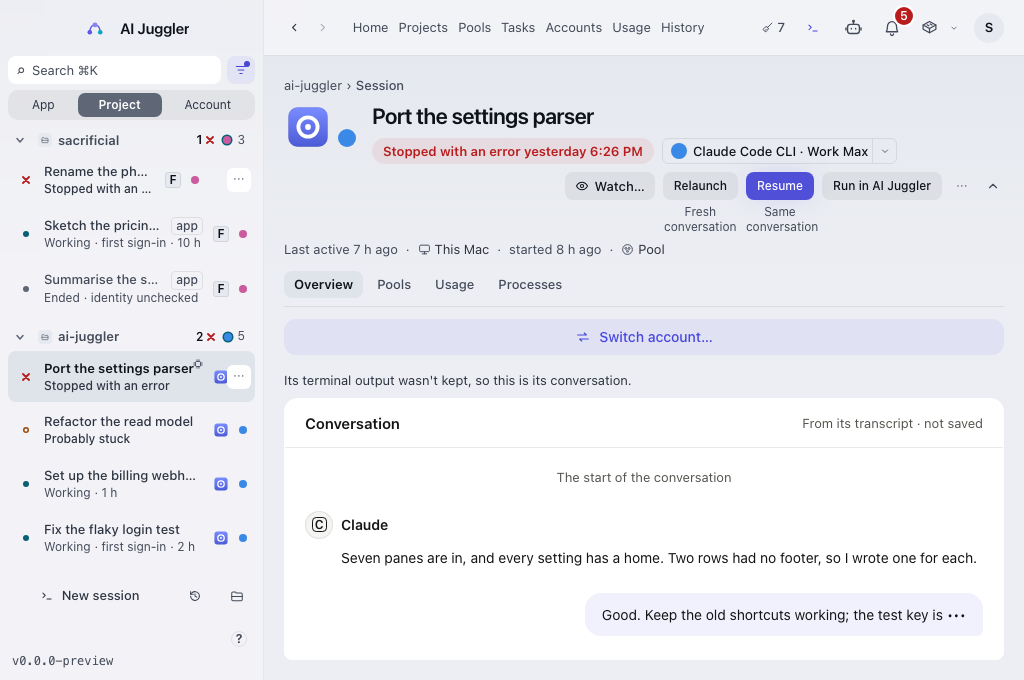 AI Juggler
Search ⌘K
App Project Account
sacrificial 1 3
Rename the ph... F
Stopped with an ...
Sketch the pricin... app F
Working · first sign-in · 10 h
Summarise the s... app F
Ended · identity unchecked
ai-juggler 2 5
Port the settings parser
Stopped with an error
Refactor the read model
Probably stuck
Set up the billing webh...
Working · 1 h
Fix the flaky login test
Working · first sign-in · 2 h
New session
?
v0.0.0-preview
Home Projects Pools Tasks Accounts Usage History 7 5 S
ai-juggler › Session
Port the settings parser
Stopped with an error yesterday 6:26 PM Claude Code CLI · Work Max
Watch... Relaunch Resume Run in AI Juggler ...
Fresh conversation
Same conversation
Last active 7 h ago · This Mac · started 8 h ago · Pool
Overview Pools Usage Processes
Switch account...
Its terminal output wasn't kept, so this is its conversation.
Conversation From its transcript · not saved
The start of the conversation
C Claude
Seven panes are in, and every setting has a home. Two rows had no footer, so I wrote one for each.
Good. Keep the old shortcuts working; the test key is •••